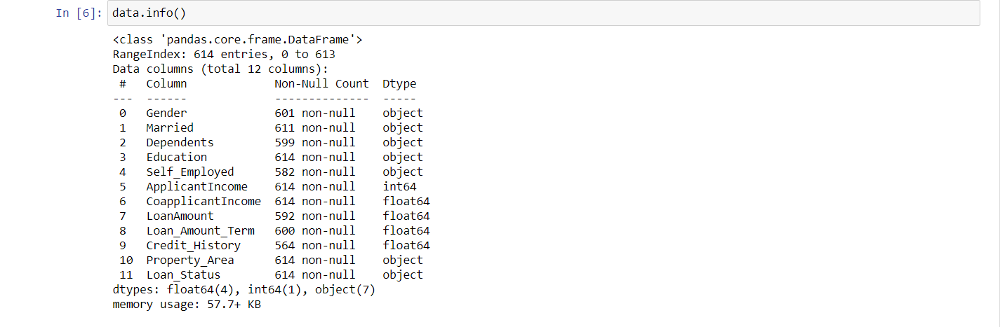 In [6]: data.info()
<class 'pandas.core.frame.DataFrame'>
RangeIndex: 614 entries, 0 to 613
Data columns (total 12 columns):
 #   Column             Non-Null Count  Dtype
---  ------             --------------  -----
 0   Gender             601 non-null    object
 1   Married            611 non-null    object
 2   Dependents         599 non-null    object
 3   Education          614 non-null    object
 4   Self_Employed      582 non-null    object
 5   ApplicantIncome    614 non-null    int64
 6   CoapplicantIncome  614 non-null    float64
 7   LoanAmount         592 non-null    float64
 8   Loan_Amount_Term   600 non-null    float64
 9   Credit_History     564 non-null    float64
 10  Property_Area      614 non-null    object
 11  Loan_Status        614 non-null    object
dtypes: float64(4), int64(1), object(7)
memory usage: 57.7+ KB